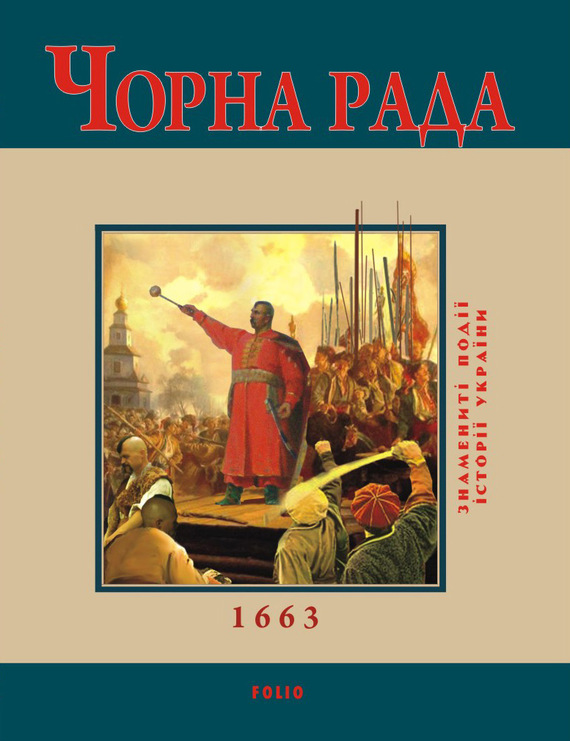 ЧОРНА РАДА
ЗНАМЕНИТІ ПОДІЇ
ІСТОРІЇ УКРАЇНИ
1663
FOLIO